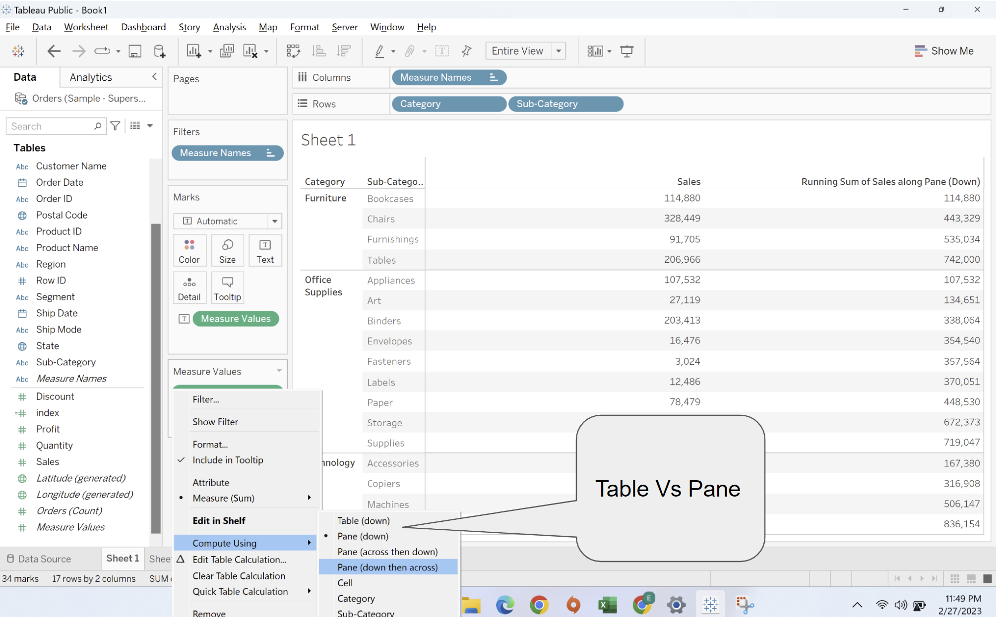 Tableau Public - Book1
File Data Worksheet Dashboard Story Analysis Map Format Server Window Help
Entire View
Show Me
Data Analytics
Orders (Sample - Supers...
Search
Tables
Abc Customer Name
Order Date
Abc Order ID
Postal Code
Abc Product ID
Abc Product Name
Abc Region
Row ID
Abc Segment
Ship Date
Abc Ship Mode
State
Abc Sub-Category
Abc Measure Names
Discount
index
Profit
Quantity
Sales
Latitude (generated)
Longitude (generated)
Orders (Count)
Measure Values
Pages
Filters
Measure Names
Marks
Automatic
Color Size Text
Detail Tooltip
Measure Values
Measure Values
Columns Measure Names
Rows Category Sub-Category
Sheet 1
Category Sub-Catego.. Sales Running Sum of Sales along Pane (Down)
Furniture Bookcases 114,880 114,880
Chairs 328,449 443,329
Furnishings 91,705 535,034
Tables 206,966 742,000
Office Supplies Appliances 107,532 107,532
Art 27,119 134,651
Binders 203,413 338,064
Envelopes 16,476 354,540
Fasteners 3,024 357,564
Labels 12,486 370,051
Paper 78,479 448,530
Storage 672,373
Supplies 719,047
nnology Accessories 167,380
Copiers 316,908
Machines 506,147
836,154
Table Vs Pane
Filter...
Show Filter
Format...
Include in Tooltip
Attribute
Measure (Sum)
Edit in Shelf
Compute Using
Edit Table Calculation...
Clear Table Calculation
Quick Table Calculation
Remove
Table (down)
Pane (down)
Pane (across then down)
Pane (down then across)
Cell
Category
Sub-Category
Data Source Sheet 1 Shee
34 marks 17 rows by 2 columns SUM
E
11:49 PM
2/27/2023